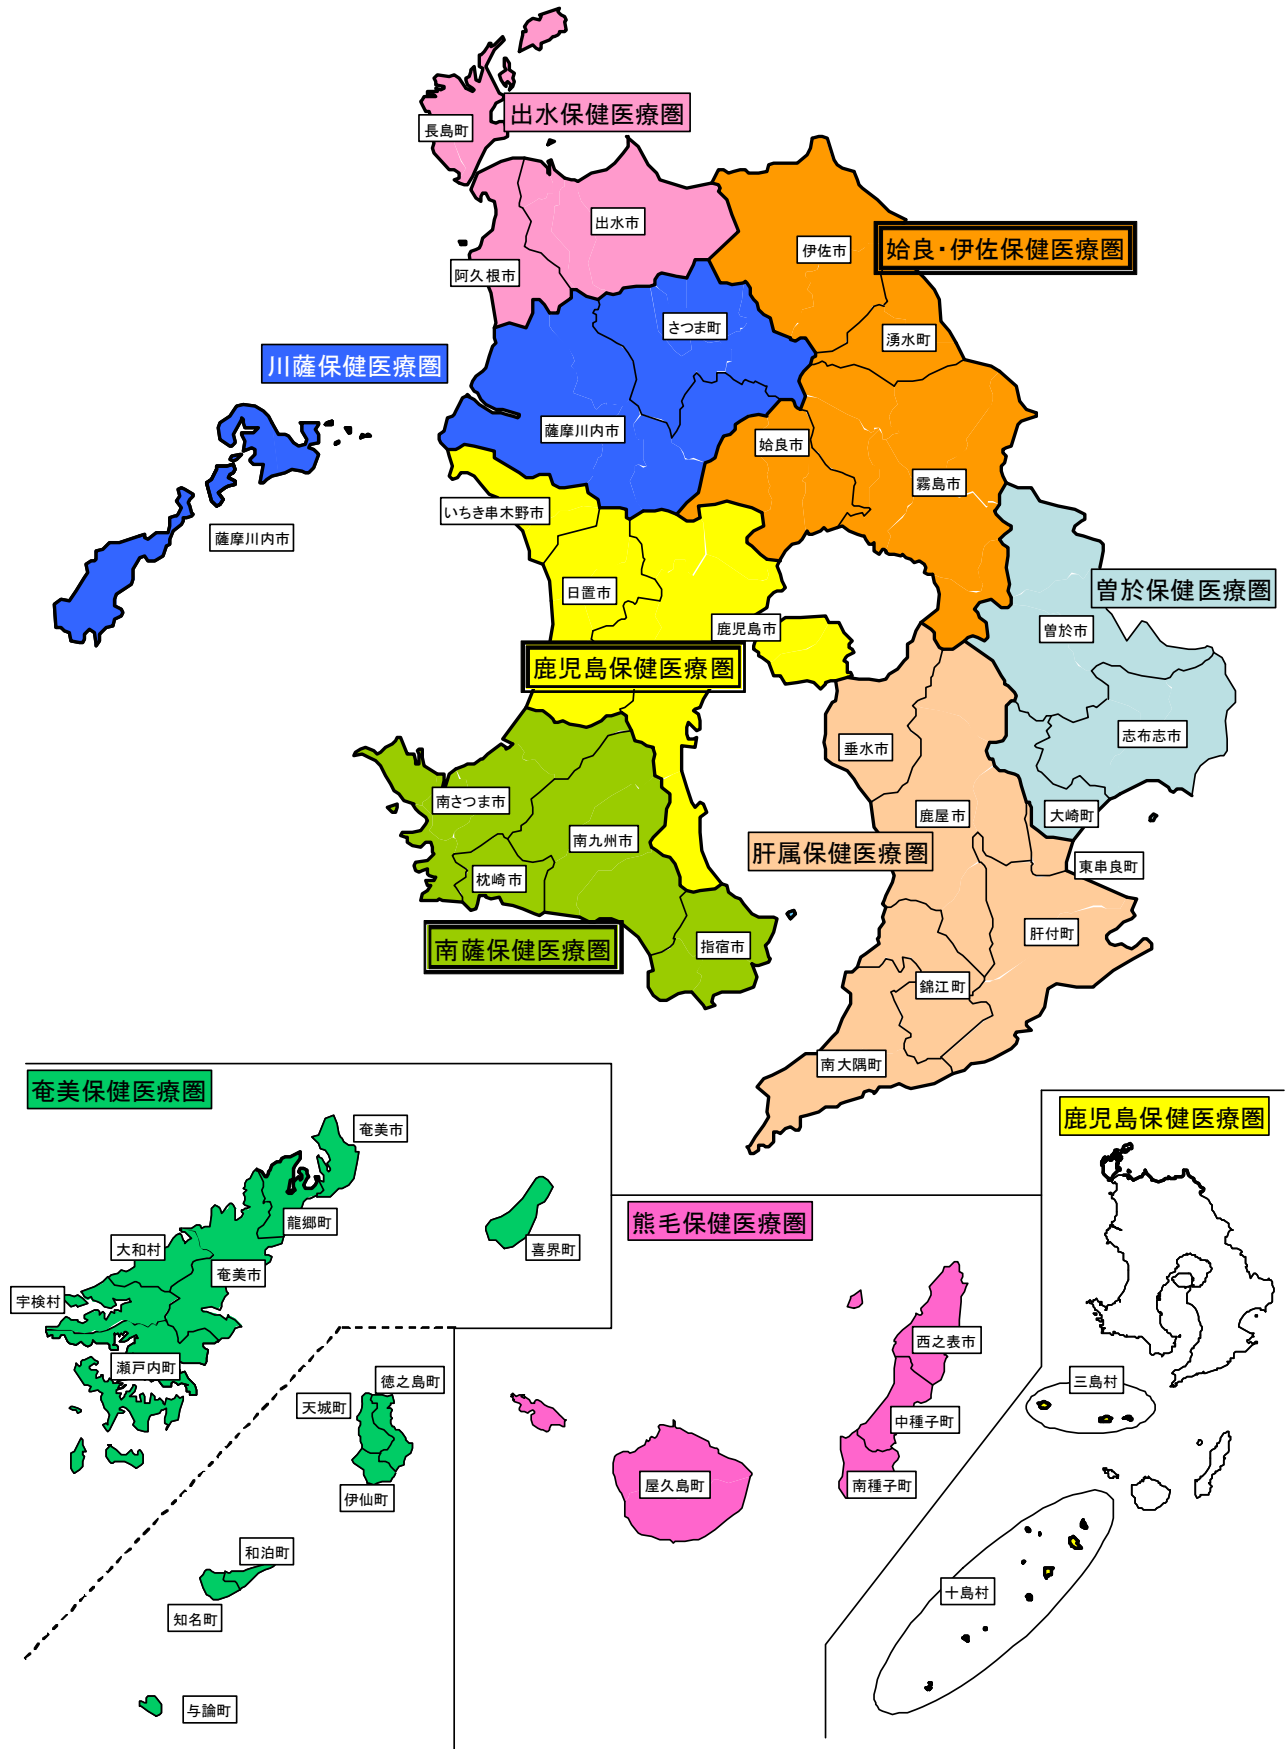 出水保健医療圏
長島町
出水市
阿久根市
伊佐市
始良・伊佐保健医療圏
さつま町
湧水町
川薩保健医療圏
薩摩川内市
始良市
霧島市
いちき串木野市
薩摩川内市
日置市
鹿児島市
曽於保健医療圏
曽於市
鹿児島保健医療圏
志布志市
垂水市
南さつま市
鹿屋市
大崎町
南九州市
肝属保健医療圏
枕崎市
東串良町
南薩保健医療圏
指宿市
肝付町
錦江町
南大隅町
奄美保健医療圏
奄美市
龍郷町
大和村
奄美市
喜界町
宇検村
瀬戸内町
徳之島町
天城町
伊仙町
和泊町
知名町
与論町
熊毛保健医療圏
西之表市
中種子町
屋久島町
南種子町
鹿児島保健医療圏
三島村
十島村